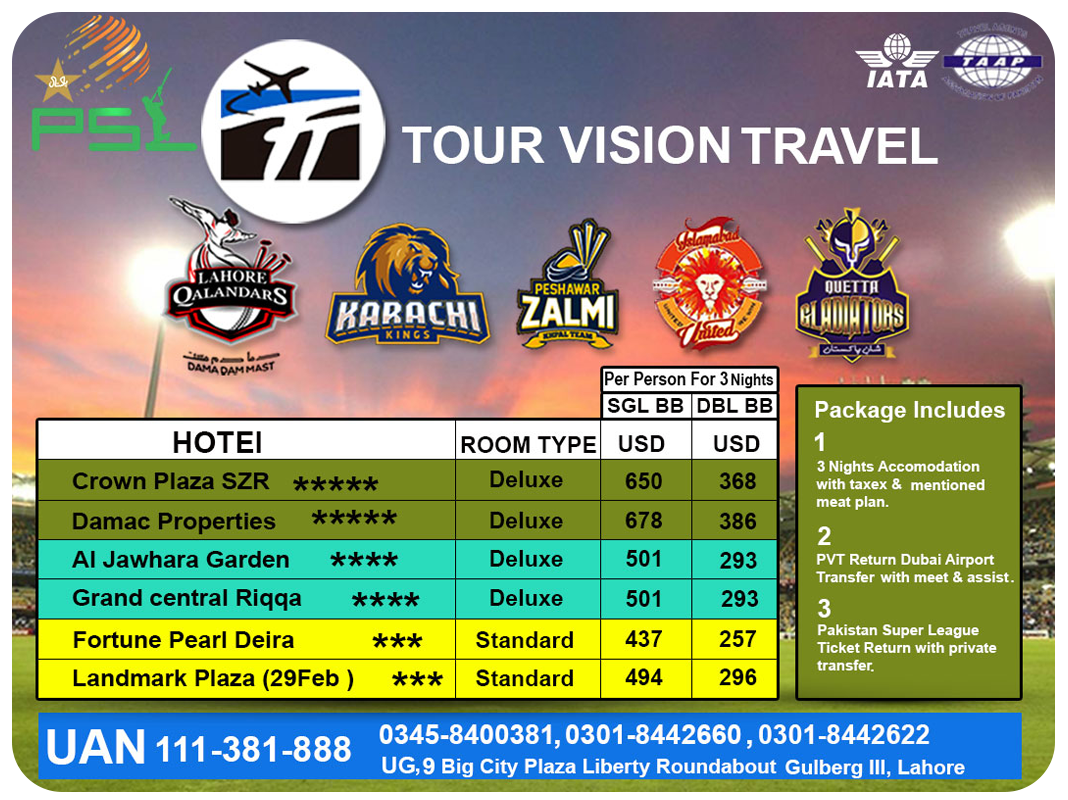 PSL
IATA
TRAVEL AGENTS
TAAP
TOUR VISION TRAVEL
LAHORE
QALANDARS
DAMA DAM MAST
KARACHI
KINGS
PESHAWAR
ZALMI
KHPAL TEAM
Islamabad
United
QUETTA
GLADIATORS
شان پاکستان
Per Person For 3 Nights
SGL BB DBL BB
HOTEl ROOM TYPE USD USD
Crown Plaza SZR ***** Deluxe 650 368
Damac Properties ***** Deluxe 678 386
Al Jawhara Garden **** Deluxe 501 293
Grand central Riqqa **** Deluxe 501 293
Fortune Pearl Deira *** Standard 437 257
Landmark Plaza (29Feb ) *** Standard 494 296
Package Includes
1
3 Nights Accomodation
with taxex & mentioned
meat plan.
2
PVT Return Dubai Airport
Transfer with meet & assist.
3
Pakistan Super League
Ticket Return with private
transfer.
UAN 111-381-888
0345-8400381, 0301-8442660 , 0301-8442622
UG, 9 Big City Plaza Liberty Roundabout Gulberg III, Lahore